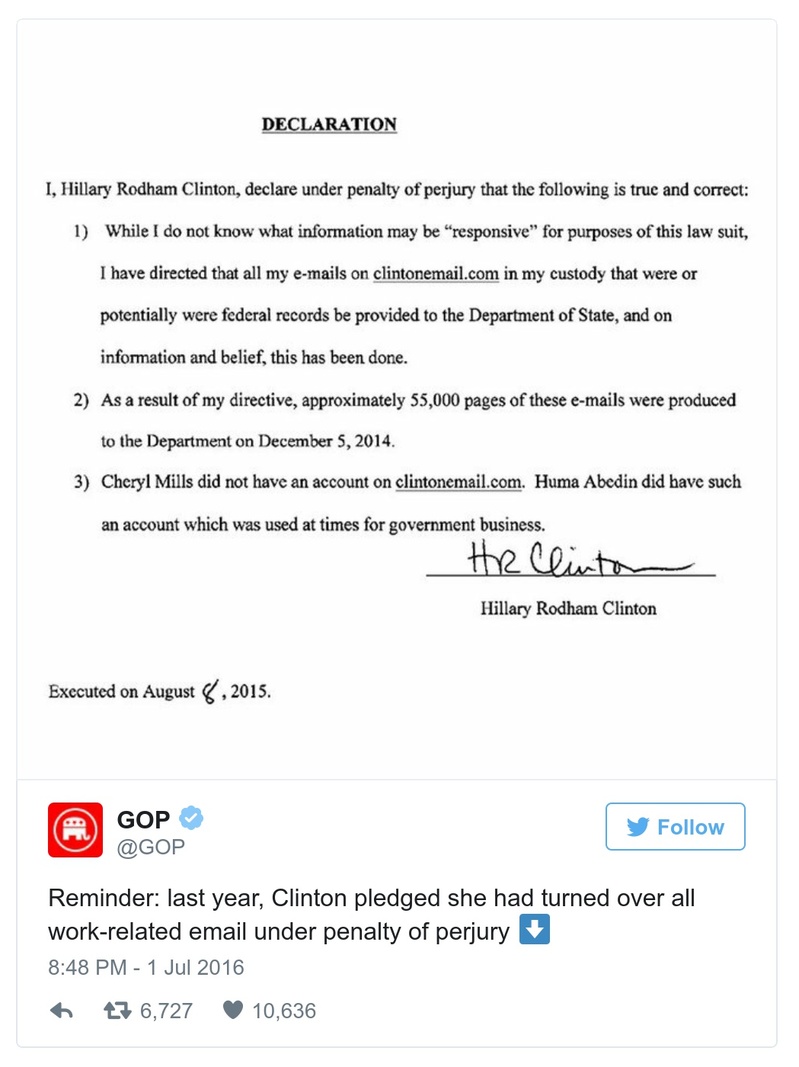 DECLARATION
I, Hillary Rodham Clinton, declare under penalty of perjury that the following is true and correct:
1) While I do not know what information may be “responsive” for purposes of this law suit,
I have directed that all my e-mails on clintonemail.com in my custody that were or
potentially were federal records be provided to the Department of State, and on
information and belief, this has been done.
2) As a result of my directive, approximately 55,000 pages of these e-mails were produced
to the Department on December 5, 2014.
3) Cheryl Mills did not have an account on clintonemail.com. Huma Abedin did have such
an account which was used at times for government business.
HR Clinton
Hillary Rodham Clinton
Executed on August 8, 2015.
GOP
@GOP
Follow
Reminder: last year, Clinton pledged she had turned over all
work-related email under penalty of perjury ⬇️
8:48 PM - 1 Jul 2016
6,727 10,636